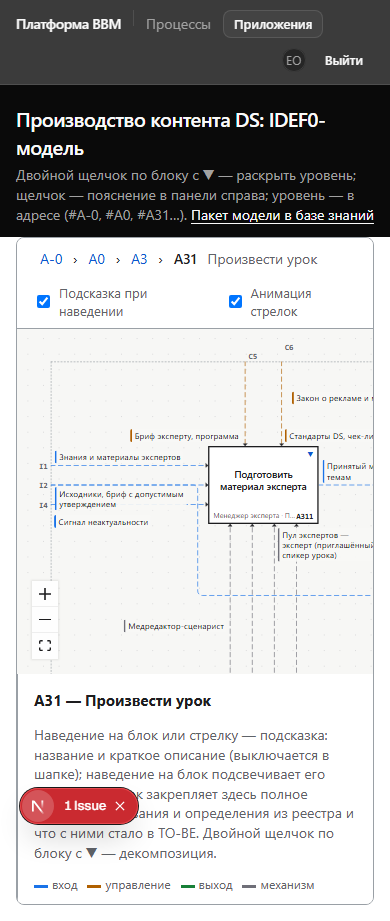 Платформа BBM
Процессы
Приложения
EO
Выйти
Производство контента DS: IDEF0-
модель
Двойной щелчок по блоку с ▼ — раскрыть уровень;
щелчок — пояснение в панели справа; уровень — в
адресе (#A-0, #A0, #A31...). Пакет модели в базе знаний
A-0 › A0 › A3 › A31 Произвести урок
Подсказка при
наведении
Анимация
стрелок
C6
C5
Закон о рекламе и
Бриф эксперту, программа
Стандарты DS,
Знания и материалы экспертов
I1
I2
Исходники, бриф с допустимым
утверждением
I4
Сигнал неактуальности
▼
Подготовить
материал эксперта
Менеджер эксперта · П... A311
Принятый
темам
Пул экспертов —
эксперт (приглашённый
спикер урока)
Медредактор-сценарист
A31 — Произвести урок
Наведение на блок или стрелку — подсказка:
название и краткое описание (выключается в
шапке); наведение на блок подсвечивает его
закрепляет здесь полное
и определения из реестра и
что с ними стало в TO-BE. Двойной щелчок по
блоку с ▼ — декомпозиция.
N 1 Issue ×
вход управление выход механизм